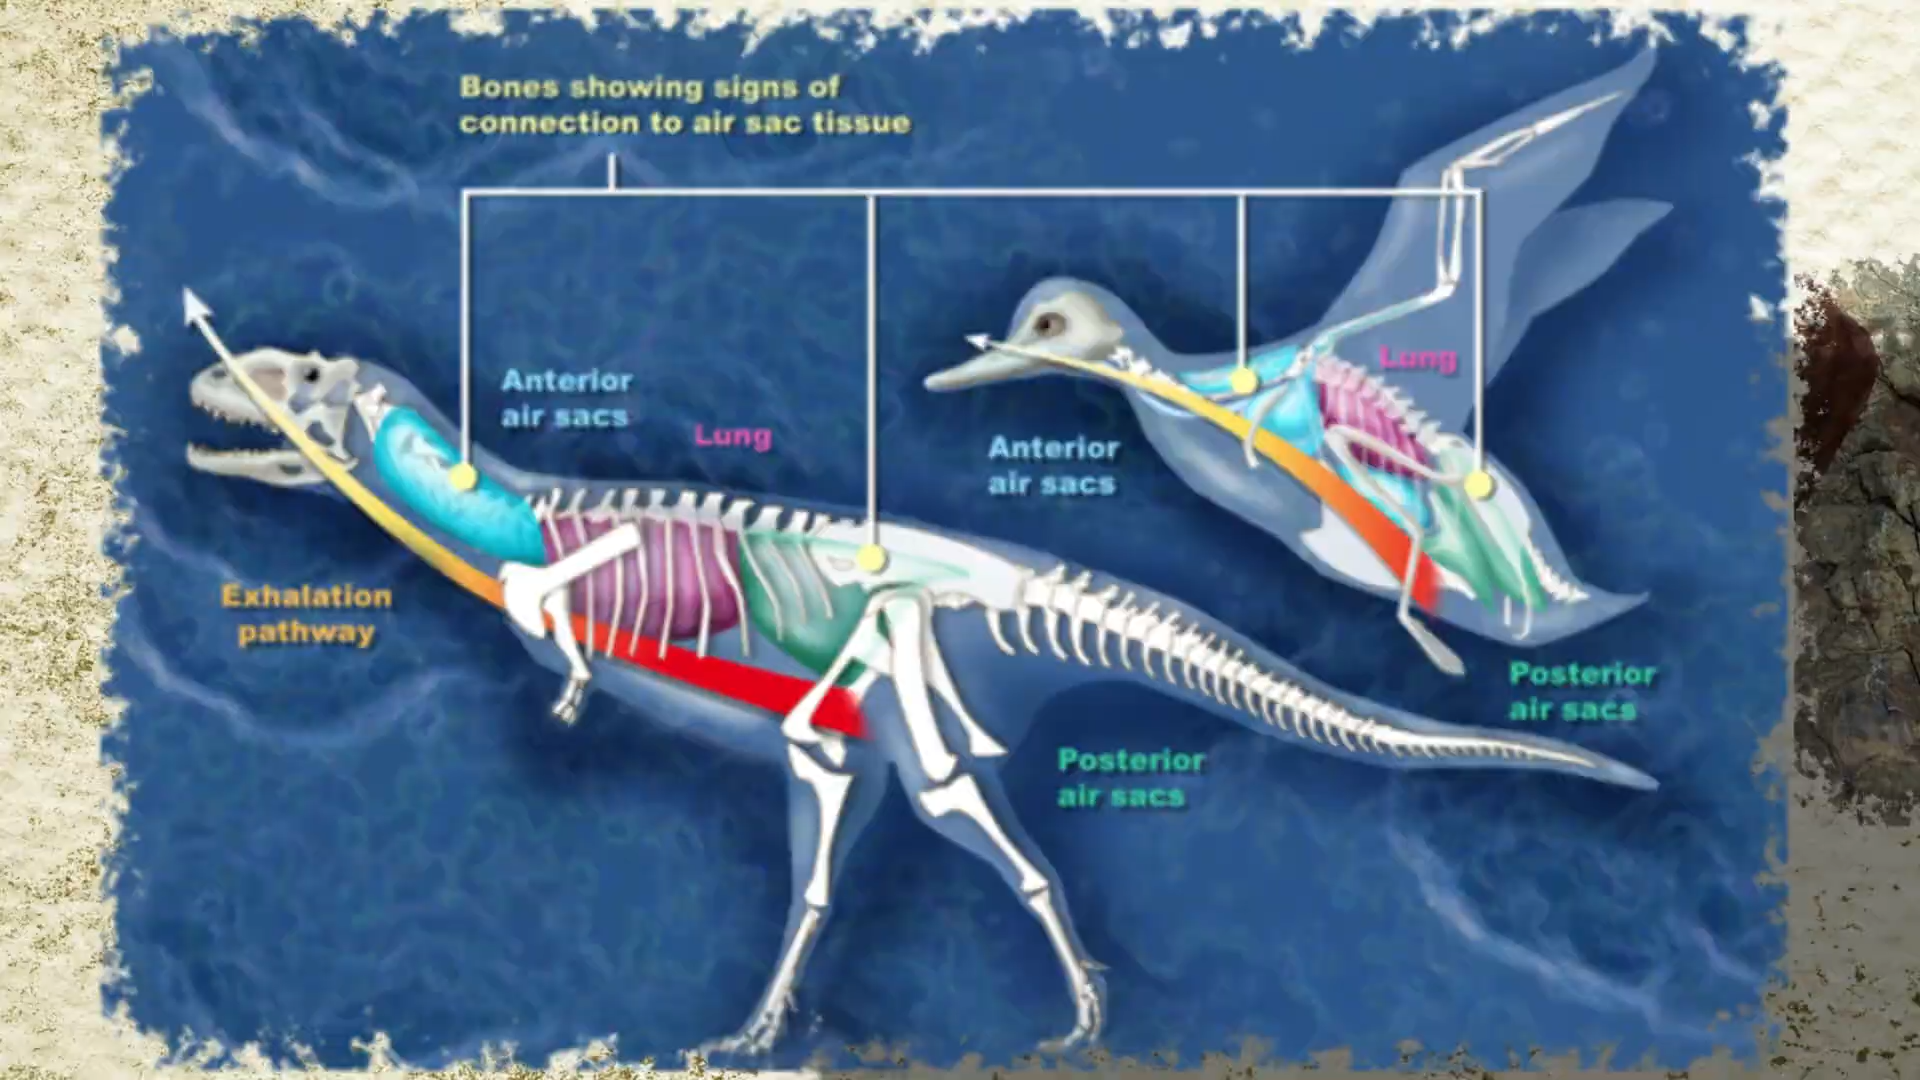 Bones showing signs of
connection to air sac tissue
Anterior
air sacs
Lung
Lung
Anterior
air sacs
Exhalation
pathway
Posterior
air sacs
Posterior
air sacs